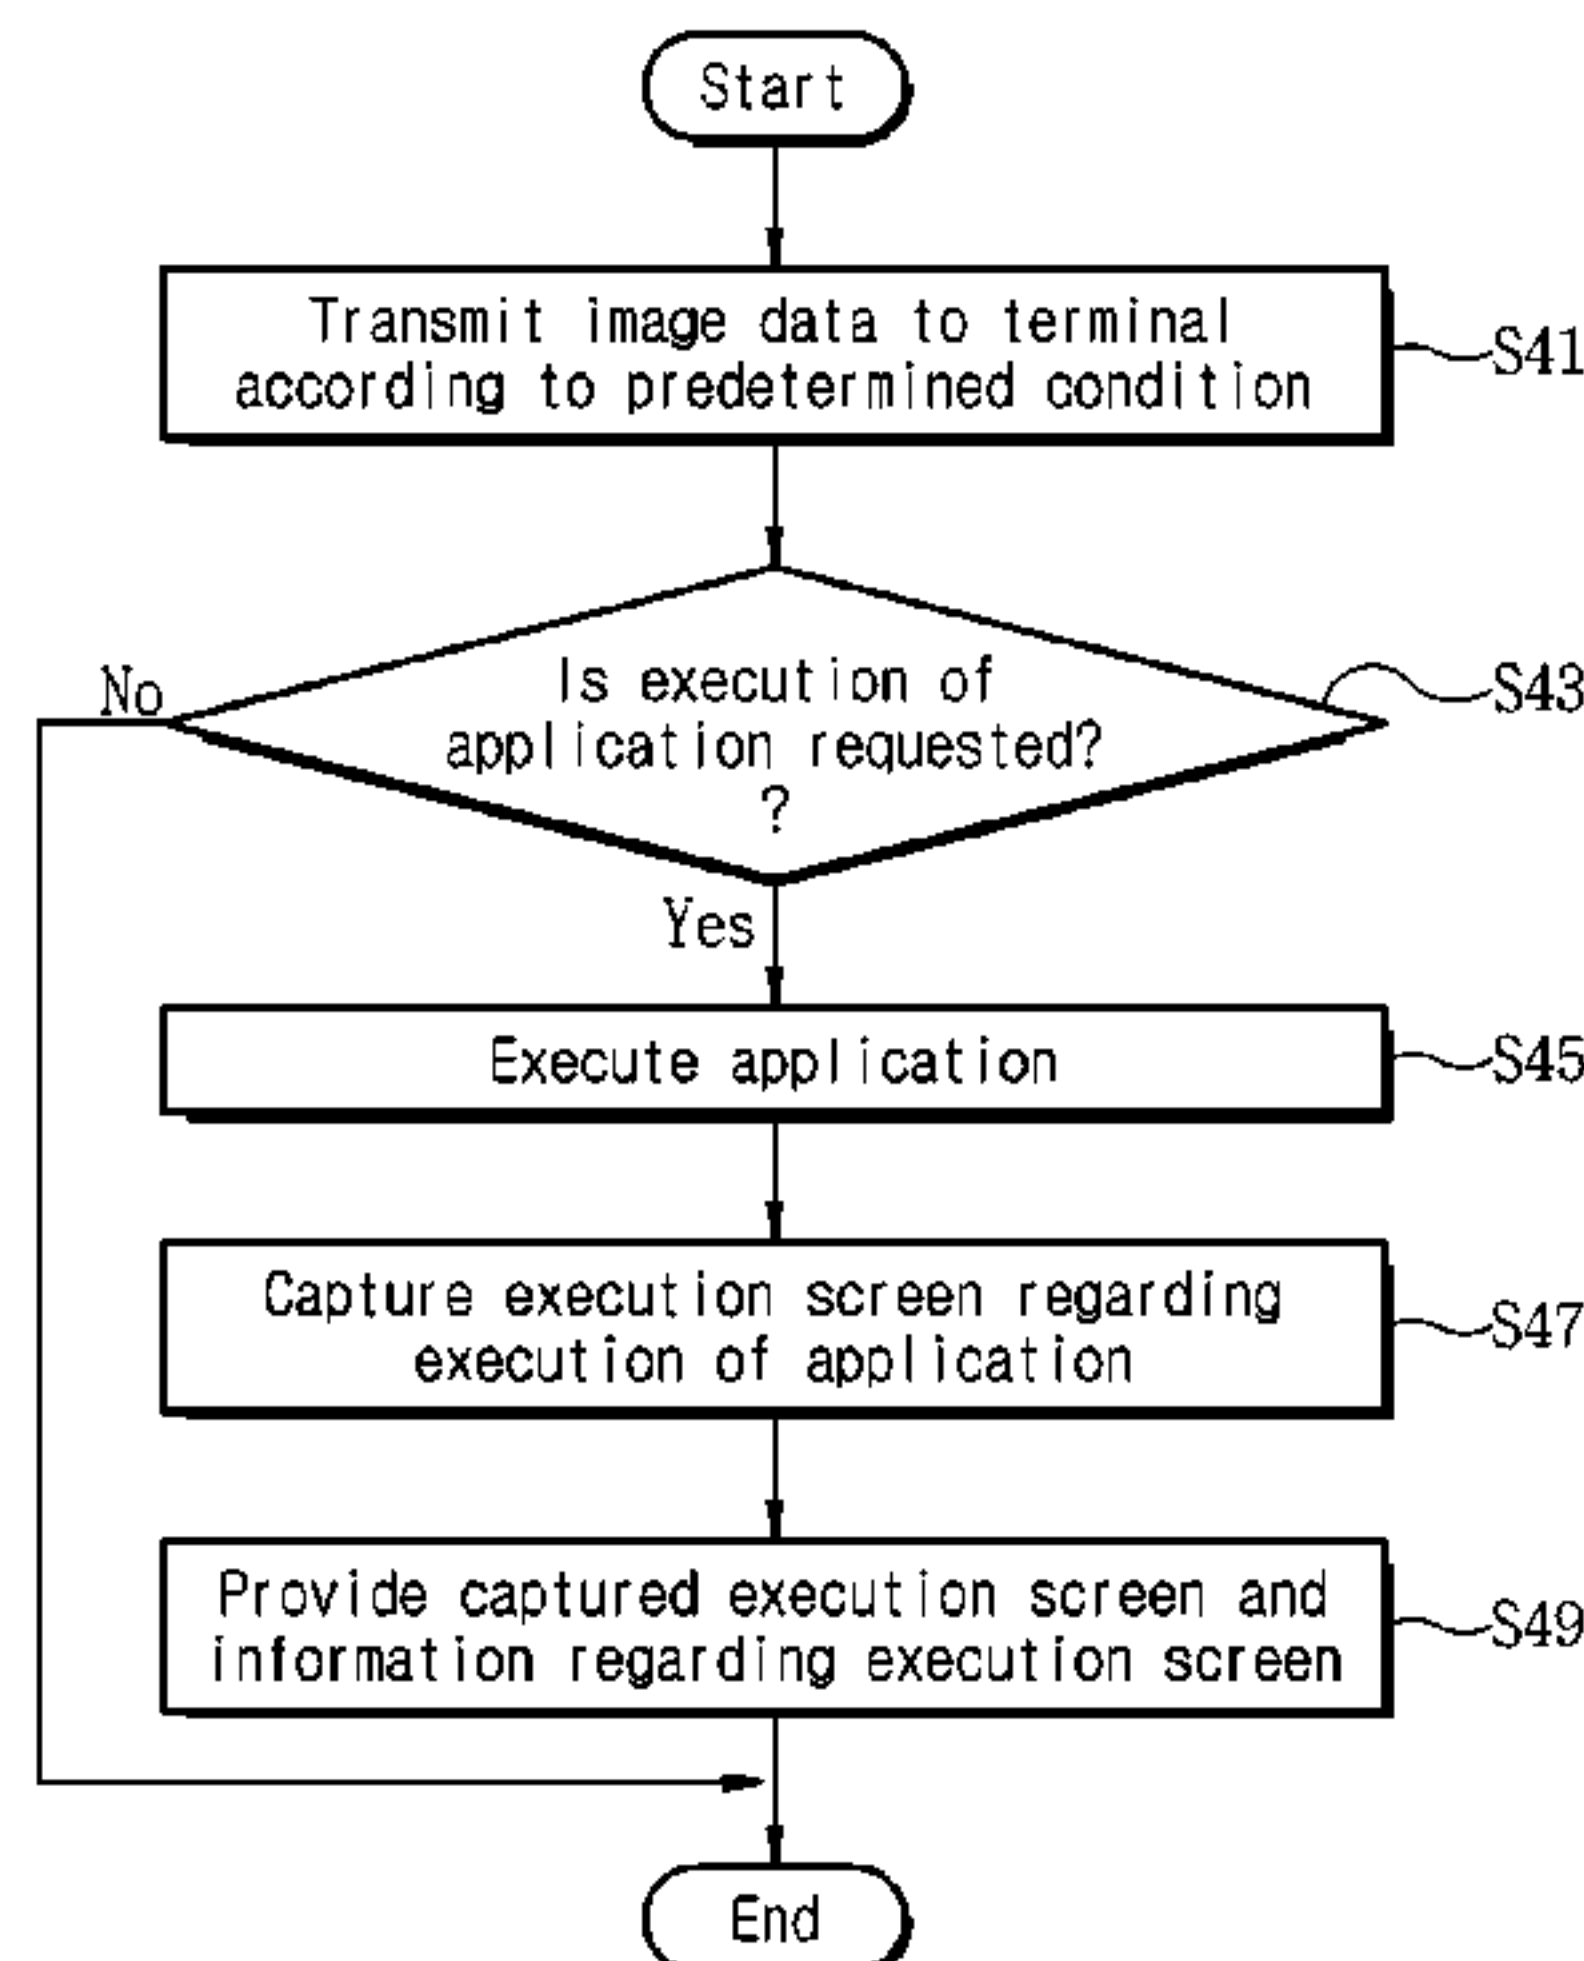 Start
Transmit image data to terminal
according to predetermined condition
S41
Is execution of
application requested?
?
S43
No
Yes
Execute application
S45
Capture execution screen regarding
execution of application
S47
Provide captured execution screen and
information regarding execution screen
S49
End